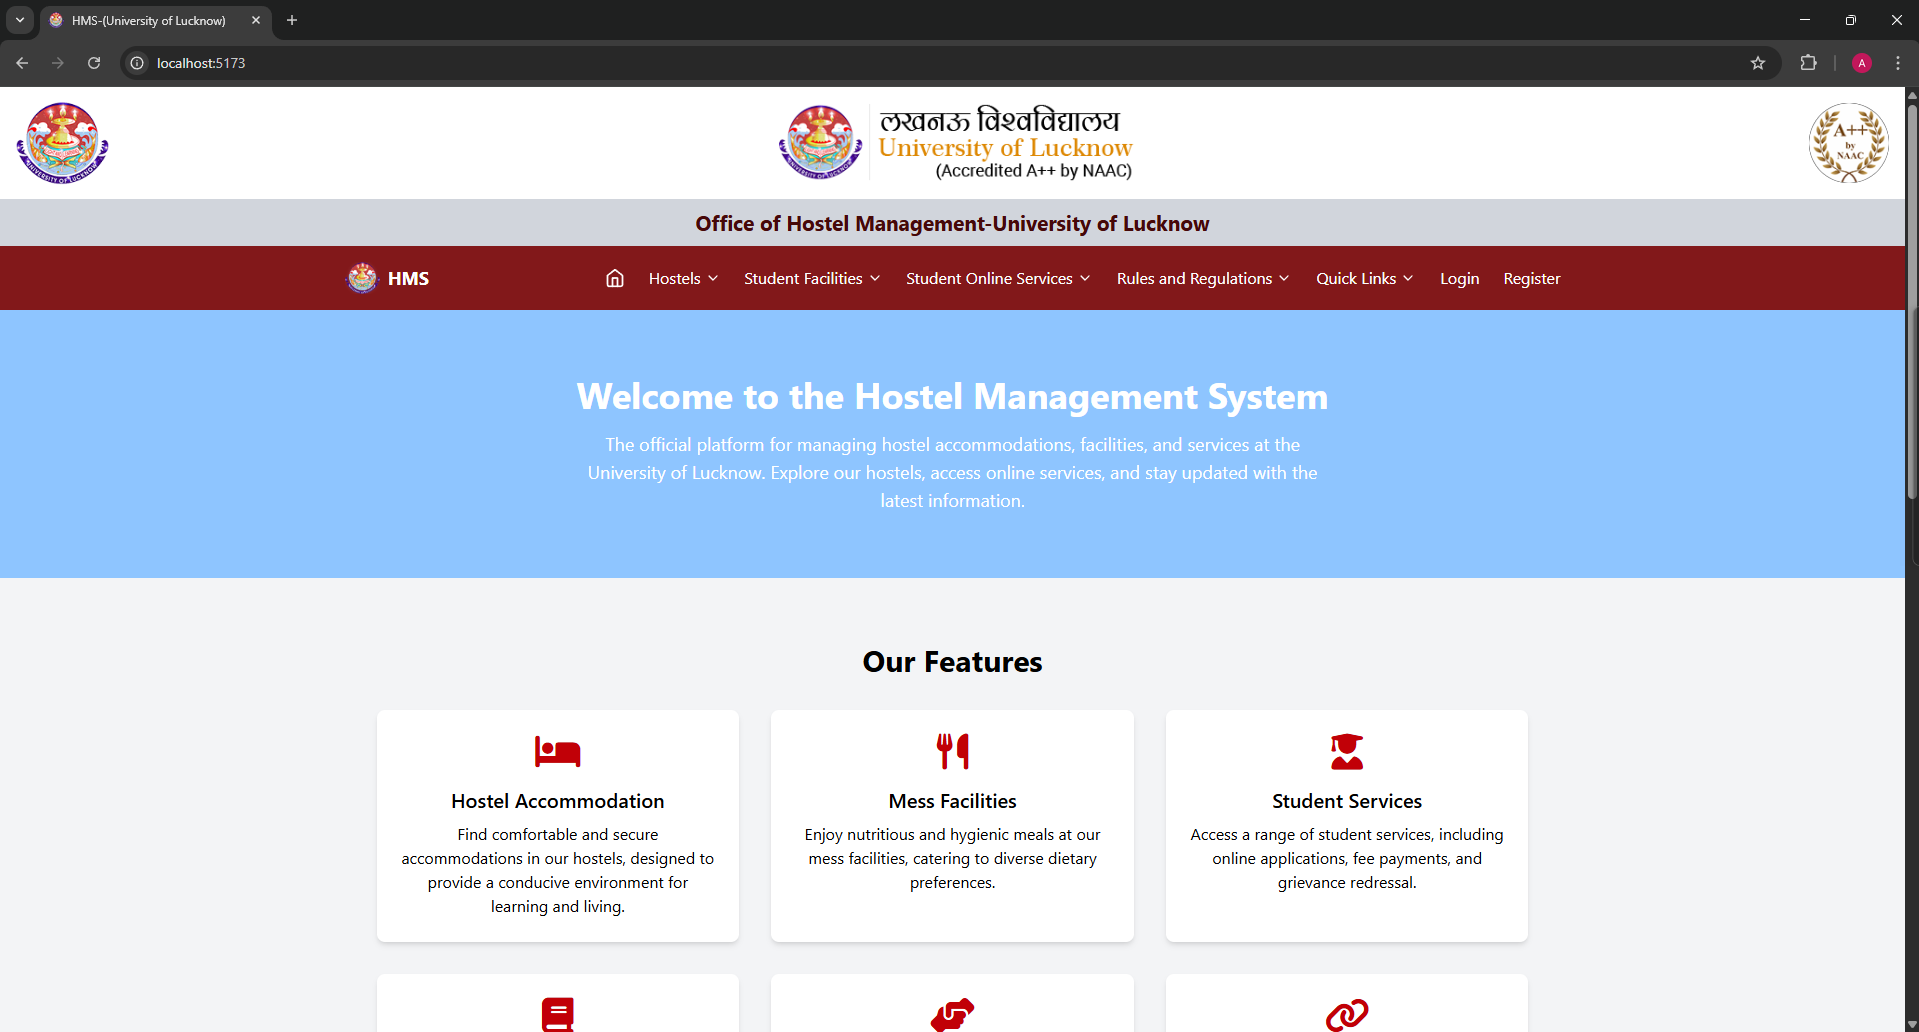 HMS-(University of Lucknow)
localhost:5173
A
लखनऊ विश्वविद्यालय
University of Lucknow
(Accredited A++ by NAAC)
A++
by
NAAC
UNIVERSITY OF LUCKNOW
Office of Hostel Management-University of Lucknow
HMS
Hostels
Student Facilities
Student Online Services
Rules and Regulations
Quick Links
Login
Register
Welcome to the Hostel Management System
The official platform for managing hostel accommodations, facilities, and services at the
University of Lucknow. Explore our hostels, access online services, and stay updated with the
latest information.
Our Features
Hostel Accommodation
Find comfortable and secure
accommodations in our hostels, designed to
provide a conducive environment for
learning and living.
Mess Facilities
Enjoy nutritious and hygienic meals at our
mess facilities, catering to diverse dietary
preferences.
Student Services
Access a range of student services, including
online applications, fee payments, and
grievance redressal.